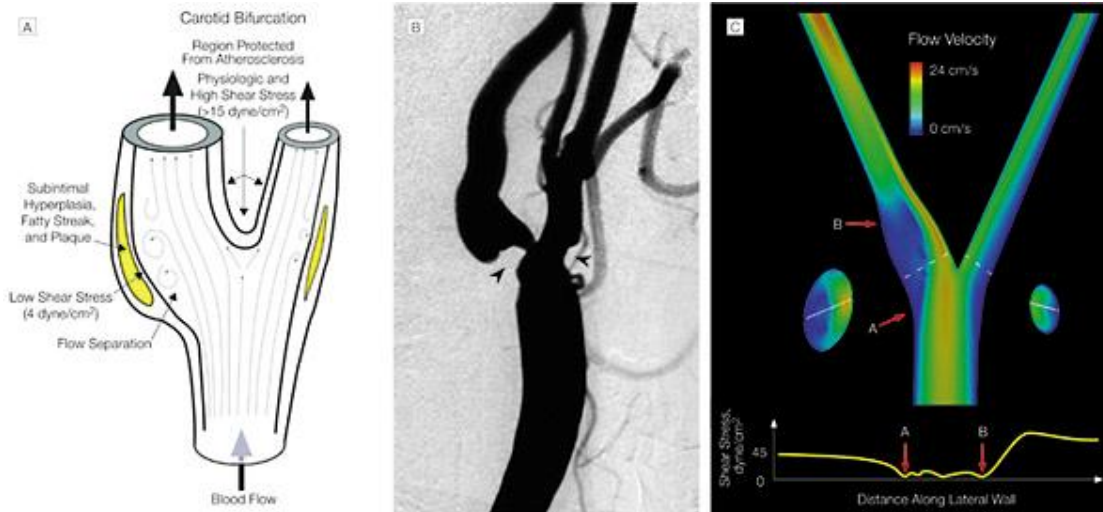 A
Carotid Bifurcation
Region Protected
From Atherosclerosis
Physiologic and
High Shear Stress
(>15 dyne/cm²)
Subintimal
Hyperplasia,
Fatty Streak,
and Plaque
Low Shear Stress
(4 dyne/cm²)
Flow Separation
Blood Flow
B
C
Flow Velocity
24 cm/s
0 cm/s
B
A
Shear Stress,
dyne/cm²
45
0
A
B
Distance Along Lateral Wall